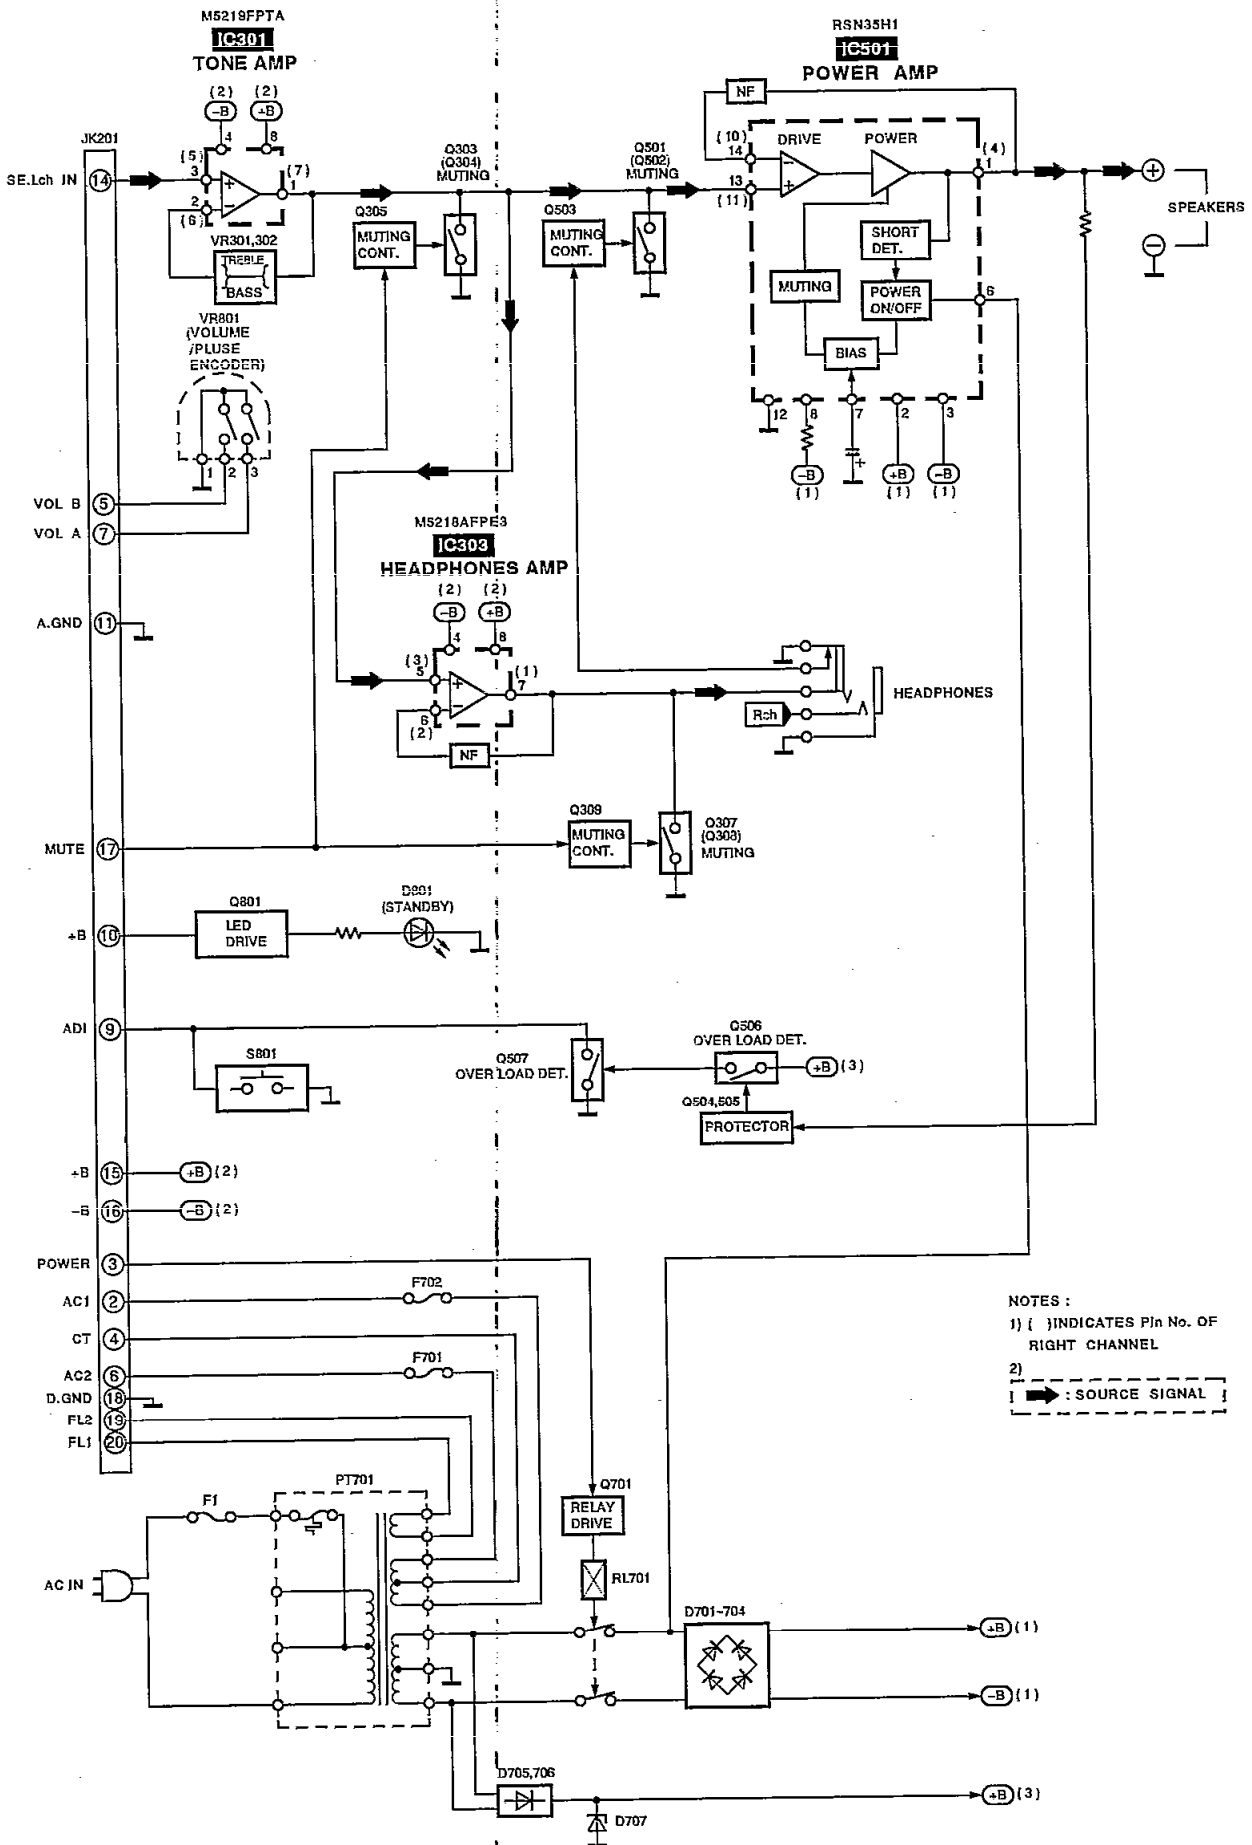 M5219FPTA
IC301
TONE AMP
(2)
(2)
-B
+B
4
8
JK201
SE.Lch IN
14
(5)
3
+
(7)
1
2
−
(6)
VR301,302
TREBLE
BASS
Q305
MUTING
CONT.
Q303
(Q304)
MUTING
Q503
MUTING
CONT.
Q501
(Q502)
MUTING
RSN35H1
IC501
POWER AMP
NF
DRIVE
POWER
(10)
14
−
13
+
(11)
(4)
1
SHORT
DET.
MUTING
POWER
ON/OFF
6
BIAS
12
8
7
2
3
+
-B
(1)
+B
(1)
-B
(1)
+
SPEAKERS
−
VR801
(VOLUME
/PLUSE
ENCODER)
1
2
3
VOL B
5
VOL A
7
A.GND
11
M5218AFPE3
IC303
HEADPHONES AMP
(2)
(2)
-B
+B
4
8
(3)
5
+
(1)
7
−
6
(2)
NF
HEADPHONES
Rch
MUTE
17
Q309
MUTING
CONT.
Q307
(Q308)
MUTING
+B
10
Q801
LED
DRIVE
D801
(STANDBY)
ADI
9
S801
Q507
OVER LOAD DET.
Q506
OVER LOAD DET.
+B (3)
Q504,505
PROTECTOR
+B
15
+B (2)
-B
16
-B (2)
POWER
3
AC1
2
F702
CT
4
AC2
6
F701
D.GND
18
FL2
19
FL1
20
NOTES :
1) ( )INDICATES Pin No. OF
RIGHT CHANNEL
2)
: SOURCE SIGNAL
PT701
F1
AC IN
Q701
RELAY
DRIVE
RL701
D701~704
+B (1)
-B (1)
D705,706
D707
+B (3)